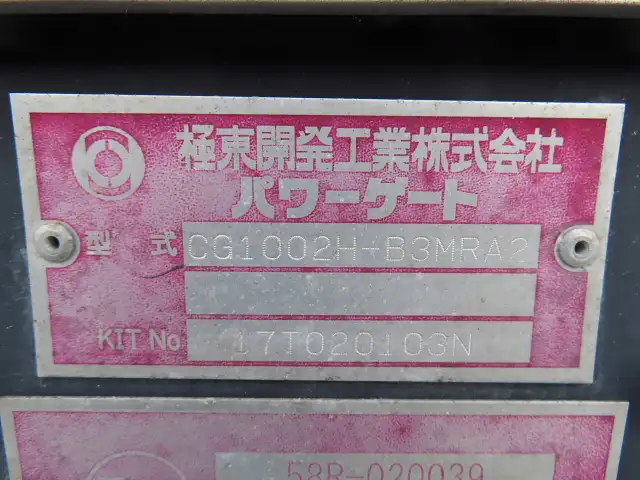 極東開発工業株式会社
パワーゲート
型式 CG1002H-B3MRA2
KIT No 17T020103N
58R-020039